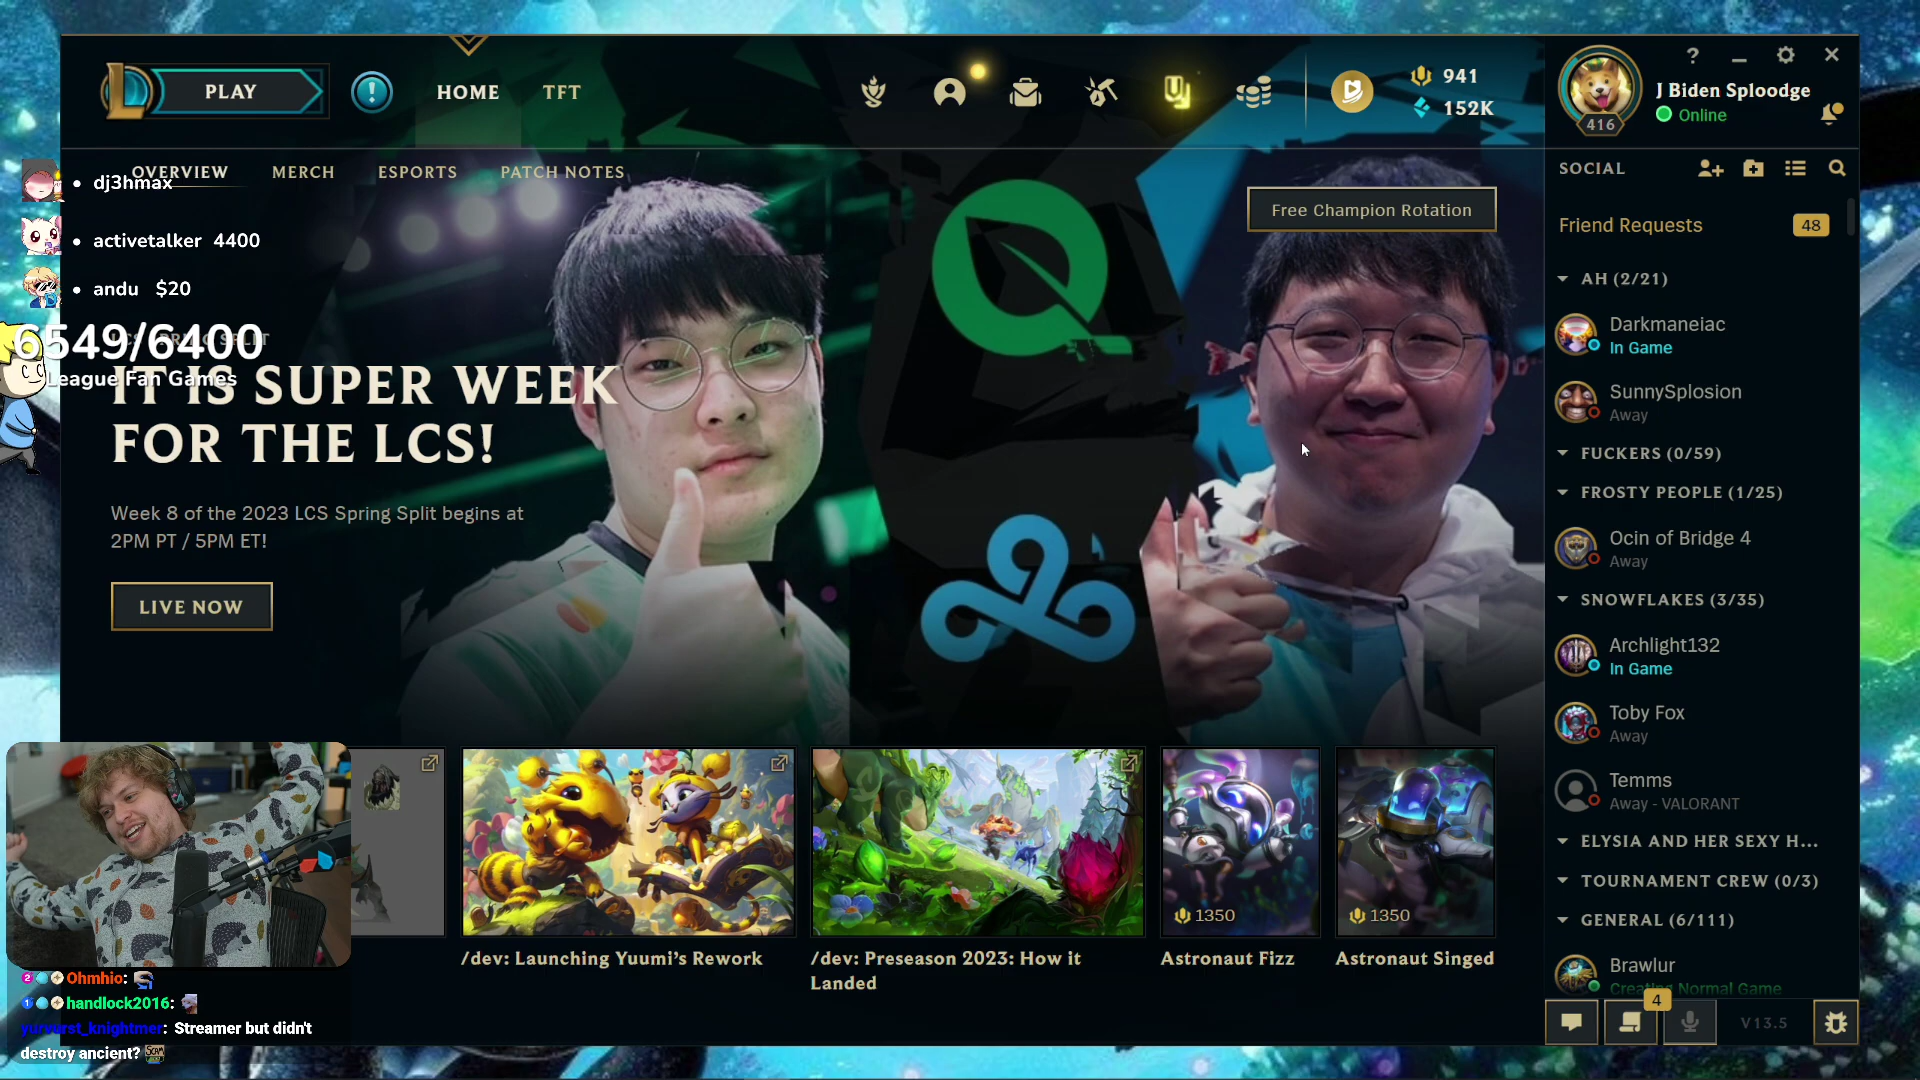 PLAY
HOME
TFT
941
152K
416
J Biden Sploodge
Online
OVERVIEW
MERCH
ESPORTS
PATCH NOTES
dj3hmax
activetalker 4400
andu $20
6549/6400
League Fan Games
IT IS SUPER WEEK
FOR THE LCS!
Week 8 of the 2023 LCS Spring Split begins at
2PM PT / 5PM ET!
LIVE NOW
Free Champion Rotation
SOCIAL
Friend Requests
48
AH (2/21)
Darkmaneiac
In Game
SunnySplosion
Away
FUCKERS (0/59)
FROSTY PEOPLE (1/25)
Ocin of Bridge 4
Away
SNOWFLAKES (3/35)
Archlight132
In Game
Toby Fox
Away
Temms
Away - VALORANT
ELYSIA AND HER SEXY H...
TOURNAMENT CREW (0/3)
GENERAL (6/111)
Brawlur
Creating Normal Game
4
V13.5
/dev: Launching Yuumi's Rework
/dev: Preseason 2023: How it
Landed
1350
Astronaut Fizz
1350
Astronaut Singed
Ohmhio:
handlock2016:
yurvurst_knightmer: Streamer but didn't
destroy ancient?